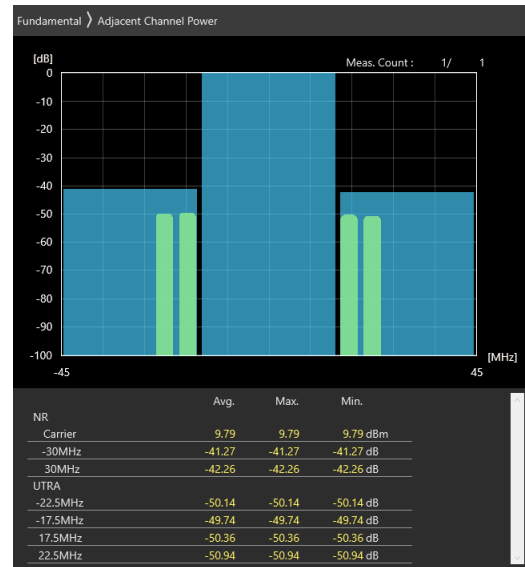 Fundamental 〉 Adjacent Channel Power
[dB]
Meas. Count : 1/ 1
0
-10
-20
-30
-40
-50
-60
-70
-80
-90
-100
[MHz]
-45 45
Avg. Max. Min.
NR
Carrier 9.79 9.79 9.79 dBm
-30MHz -41.27 -41.27 -41.27 dB
30MHz -42.26 -42.26 -42.26 dB
UTRA
-22.5MHz -50.14 -50.14 -50.14 dB
-17.5MHz -49.74 -49.74 -49.74 dB
17.5MHz -50.36 -50.36 -50.36 dB
22.5MHz -50.94 -50.94 -50.94 dB